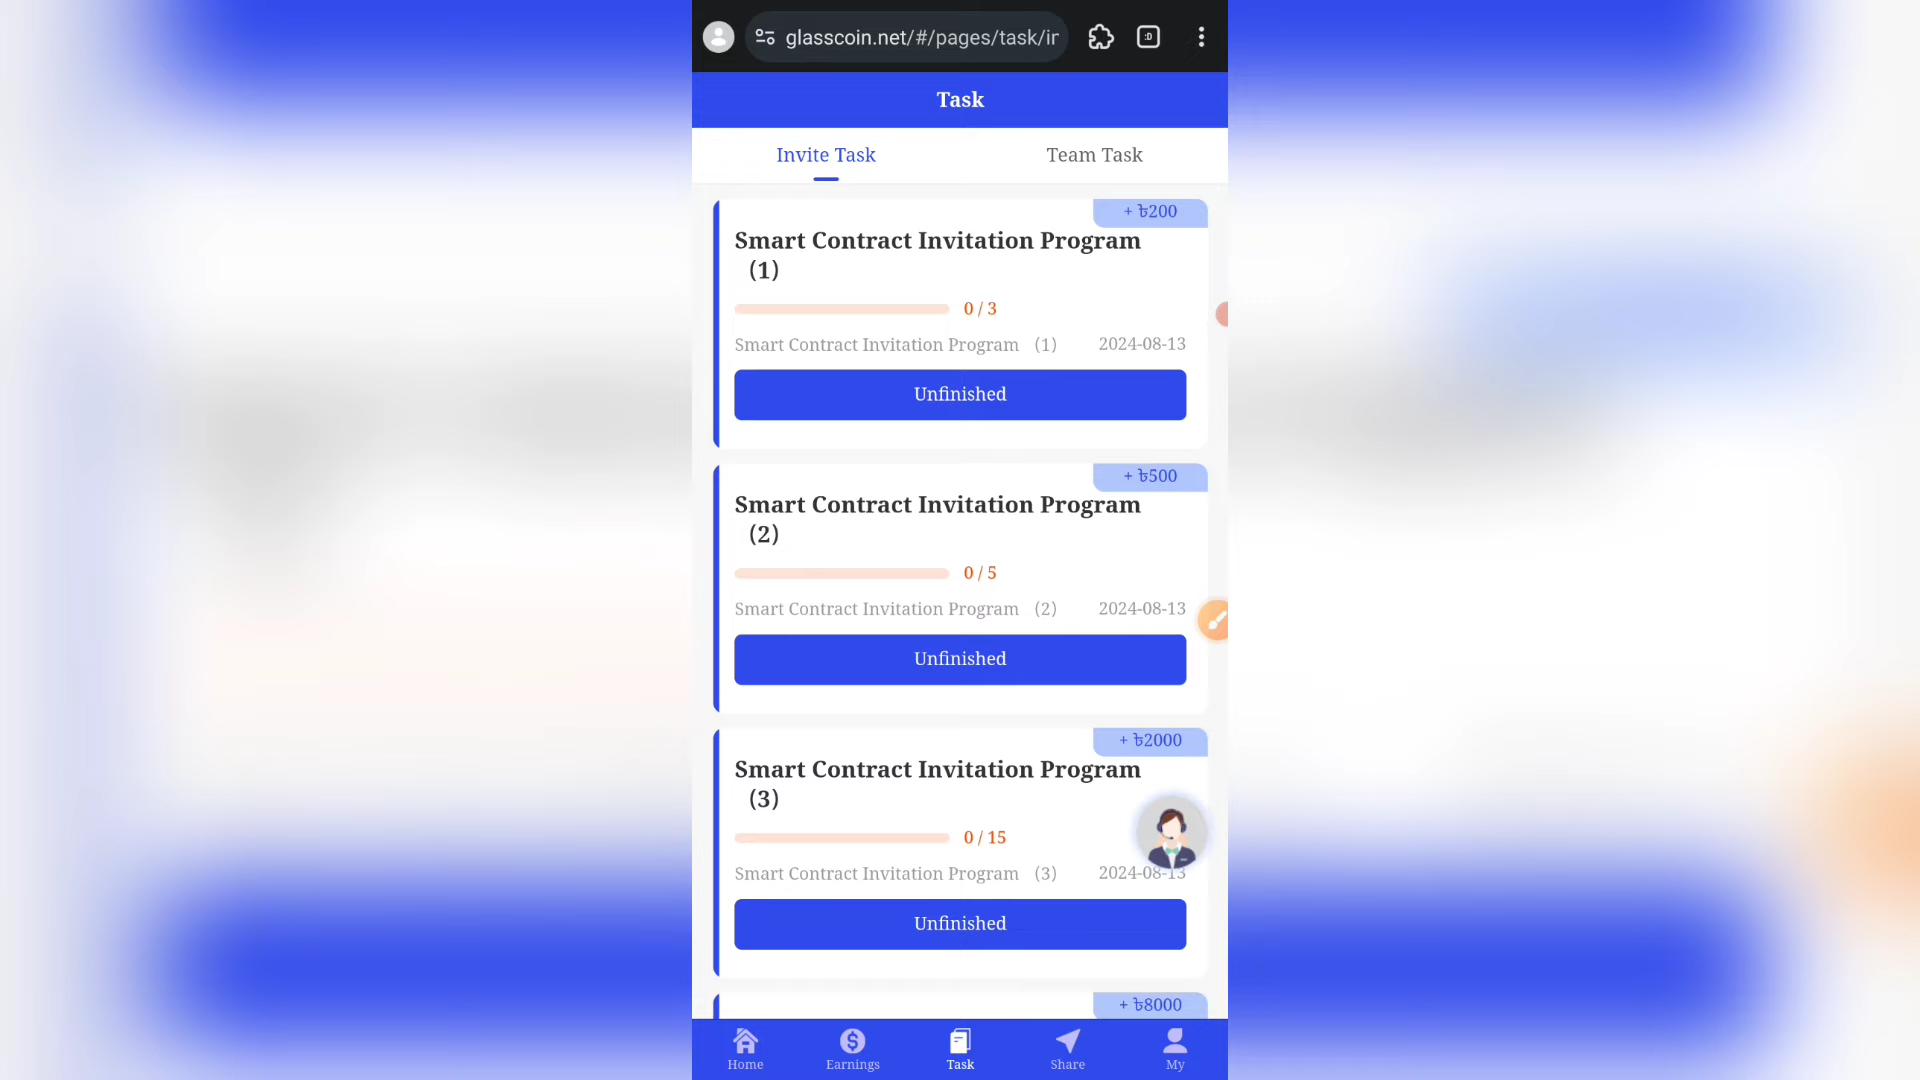 glasscoin.net/#/pages/task/ir
:D
Task
Invite Task
Team Task
+ ৳200
Smart Contract Invitation Program
(1)
0 / 3
Smart Contract Invitation Program (1)
2024-08-13
Unfinished
+ ৳500
Smart Contract Invitation Program
(2)
0 / 5
Smart Contract Invitation Program (2)
2024-08-13
Unfinished
+ ৳2000
Smart Contract Invitation Program
(3)
0 / 15
Smart Contract Invitation Program (3)
2024-08-13
Unfinished
+ ৳8000
Home
Earnings
Task
Share
My